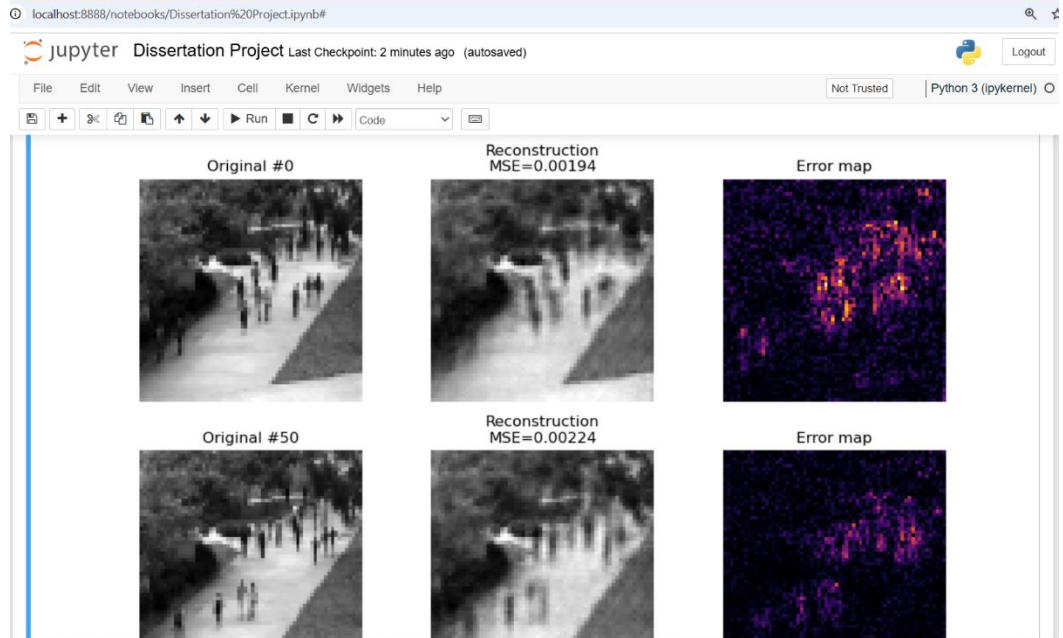 localhost:8888/notebooks/Dissertation%20Project.ipynb#
jupyter Dissertation Project Last Checkpoint: 2 minutes ago (autosaved)
Logout
File Edit View Insert Cell Kernel Widgets Help
Not Trusted
Python 3 (ipykernel)
Run
Code
Original #0
Reconstruction
MSE=0.00194
Error map
Original #50
Reconstruction
MSE=0.00224
Error map